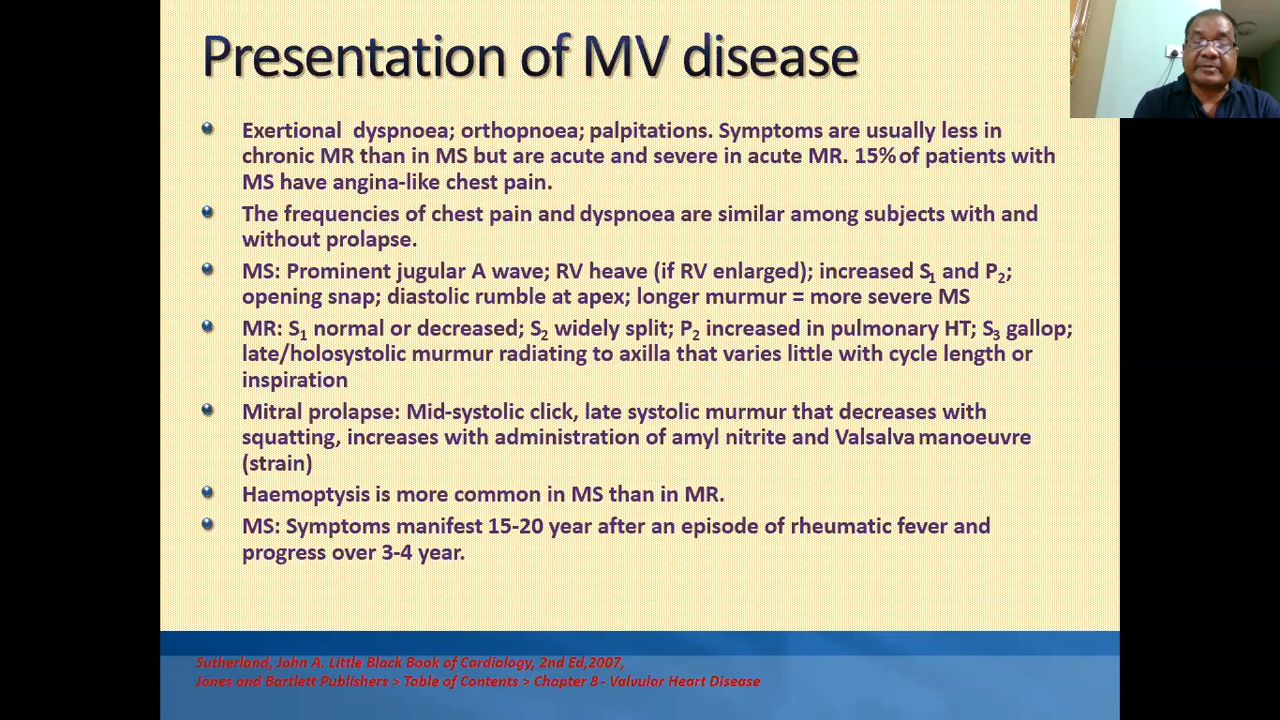 Presentation of MV disease
Exertional dyspnoea; orthopnoea; palpitations. Symptoms are usually less in
chronic MR than in MS but are acute and severe in acute MR. 15% of patients with
MS have angina-like chest pain.
The frequencies of chest pain and dyspnoea are similar among subjects with and
without prolapse.
MS: Prominent jugular A wave; RV heave (if RV enlarged); increased S1 and P2;
opening snap; diastolic rumble at apex; longer murmur = more severe MS
MR: S1 normal or decreased; S2 widely split; P2 increased in pulmonary HT; S3 gallop;
late/holosystolic murmur radiating to axilla that varies little with cycle length or
inspiration
Mitral prolapse: Mid-systolic click, late systolic murmur that decreases with
squatting, increases with administration of amyl nitrite and Valsalva manoeuvre
(strain)
Haemoptysis is more common in MS than in MR.
MS: Symptoms manifest 15-20 year after an episode of rheumatic fever and
progress over 3-4 year.
Sutherland, John A. Little Black Book of Cardiology, 2nd Ed,2007,
Jones and Bartlett Publishers > Table of Contents > Chapter 8 - Valvular Heart Disease